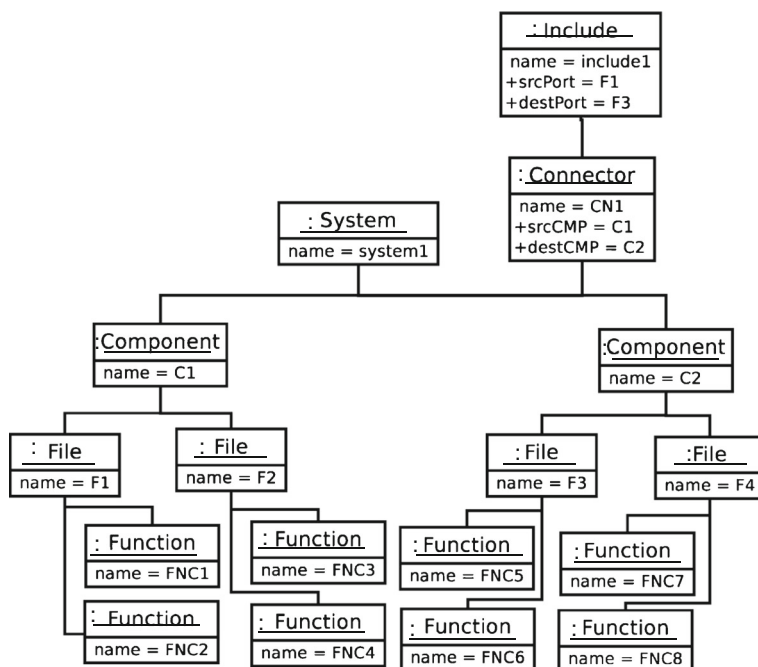 : Include
name = include1
+srcPort = F1
+destPort = F3
: Connector
name = CN1
+srcCMP = C1
+destCMP = C2
: System
name = system1
:Component
name = C1
:Component
name = C2
: File
name = F1
: File
name = F2
: File
name = F3
:File
name = F4
: Function
name = FNC1
: Function
name = FNC3
: Function
name = FNC5
: Function
name = FNC7
: Function
name = FNC2
: Function
name = FNC4
: Function
name = FNC6
: Function
name = FNC8